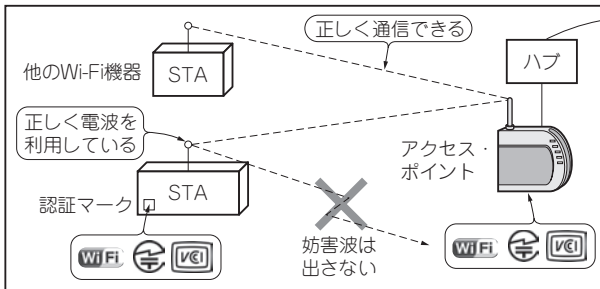 正しく通信できる
他のWi-Fi機器
STA
ハブ
正しく電波を
利用している
アクセス・
ポイント
STA
認証マーク
妨害波は
出さない
Wi Fi
VCI
Wi Fi
VCI